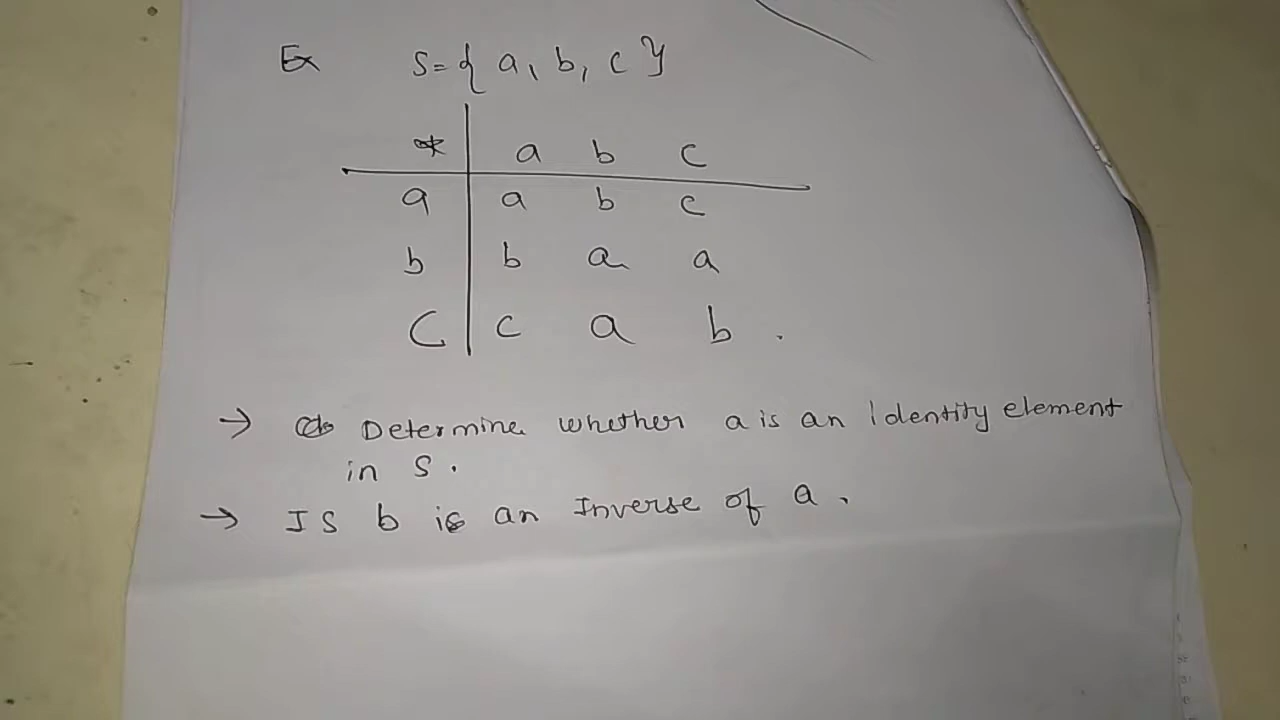 Ex S={ a, b, c }
* a b c
a a b c
b b a a
C c a b .
→ Determine whether a is an Identity element
in S .
→ IS b is an Inverse of a .